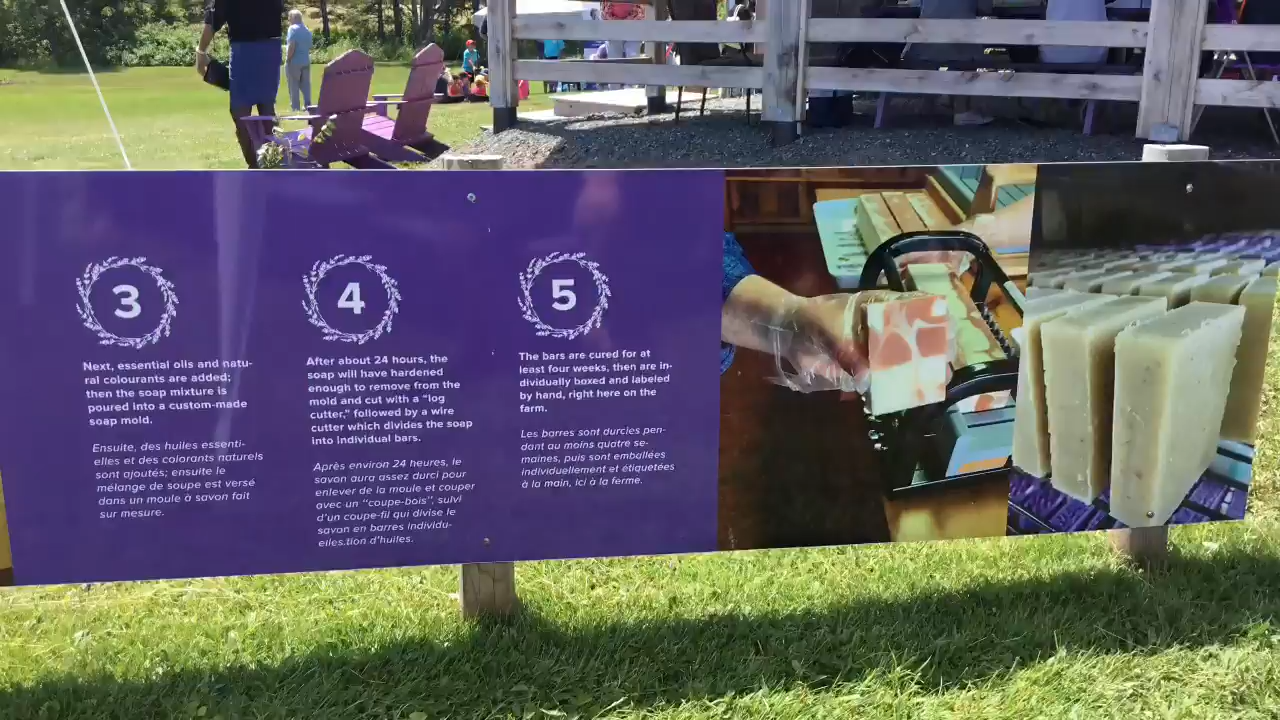 3
Next, essential oils and natu-
ral colourants are added;
then the soap mixture is
poured into a custom-made
soap mold.
Ensuite, des huiles essenti-
elles et des colorants naturels
sont ajoutés; ensuite le
mélange de soupe est versé
dans un moule à savon fait
sur mesure.
4
After about 24 hours, the
soap will have hardened
enough to remove from the
mold and cut with a “log
cutter,” followed by a wire
cutter which divides the soap
into individual bars.
Après environ 24 heures, le
savon aura assez durci pour
enlever de la moule et couper
avec un “coupe-bois”, suivi
d'un coupe-fil qui divise le
savon en barres individu-
elles.tion d'huiles.
5
The bars are cured for at
least four weeks, then are in-
dividually boxed and labeled
by hand, right here on the
farm.
Les barres sont durcies pen-
dant au moins quatre se-
maines, puis sont emballées
individuellement et étiquetées
à la main, ici à la ferme.